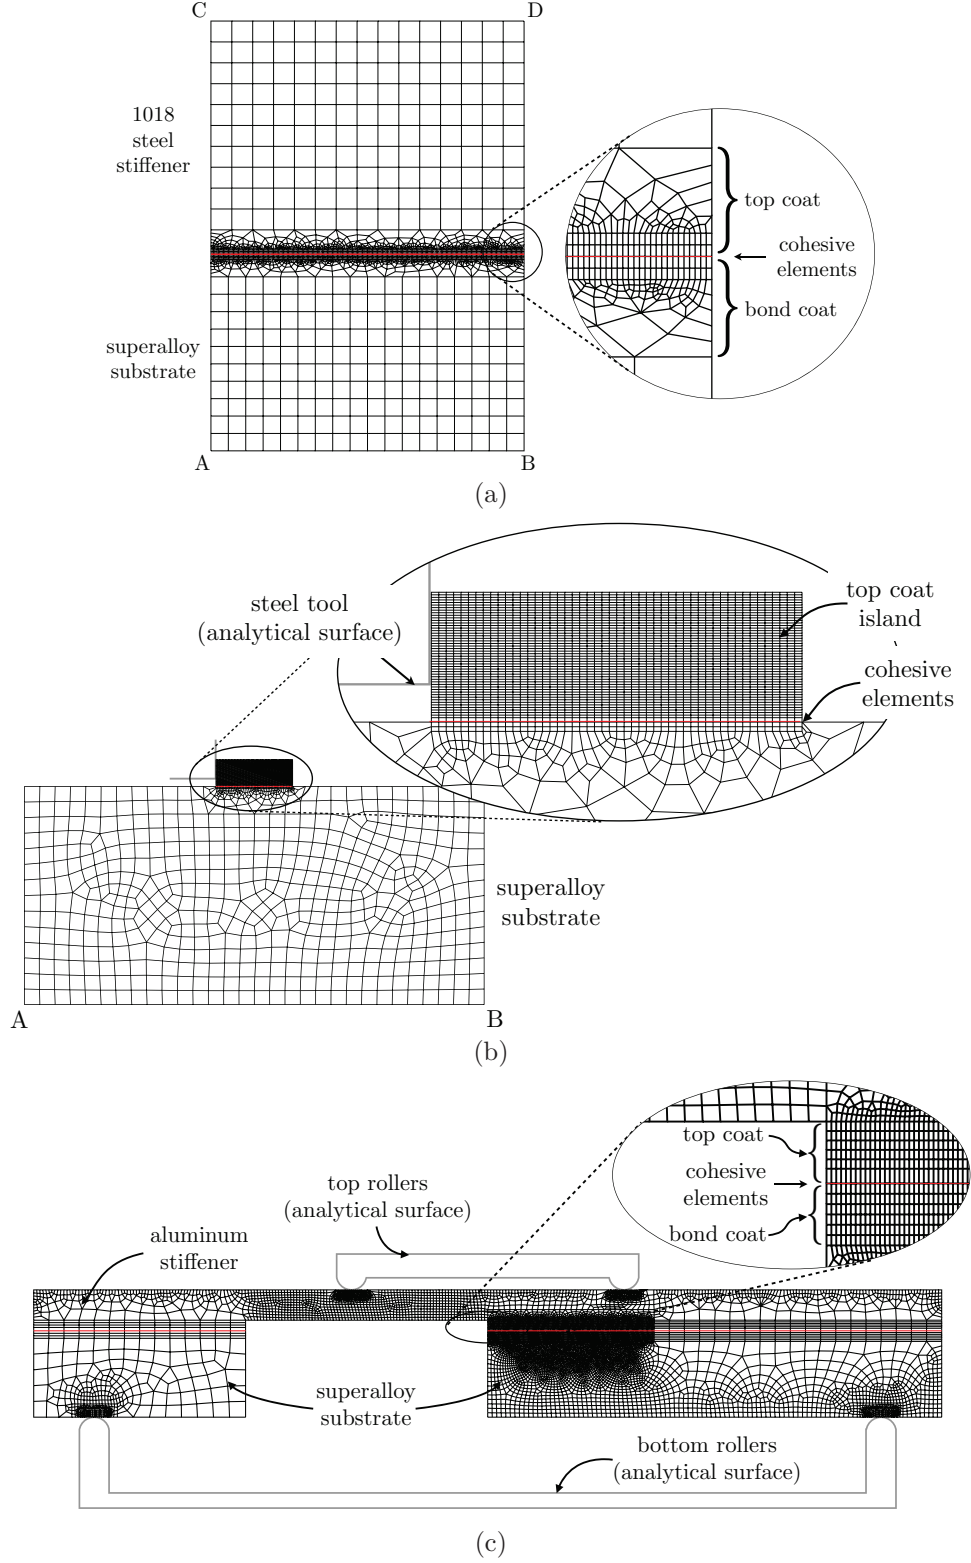 C
D
1018
steel
stiffener
top coat
cohesive
elements
bond coat
superalloy
substrate
A
B
(a)
steel tool
(analytical surface)
top coat
island
cohesive
elements
superalloy
substrate
A
B
(b)
top coat
cohesive
elements
bond coat
top rollers
(analytical surface)
aluminum
stiffener
superalloy
substrate
bottom rollers
(analytical surface)
(c)